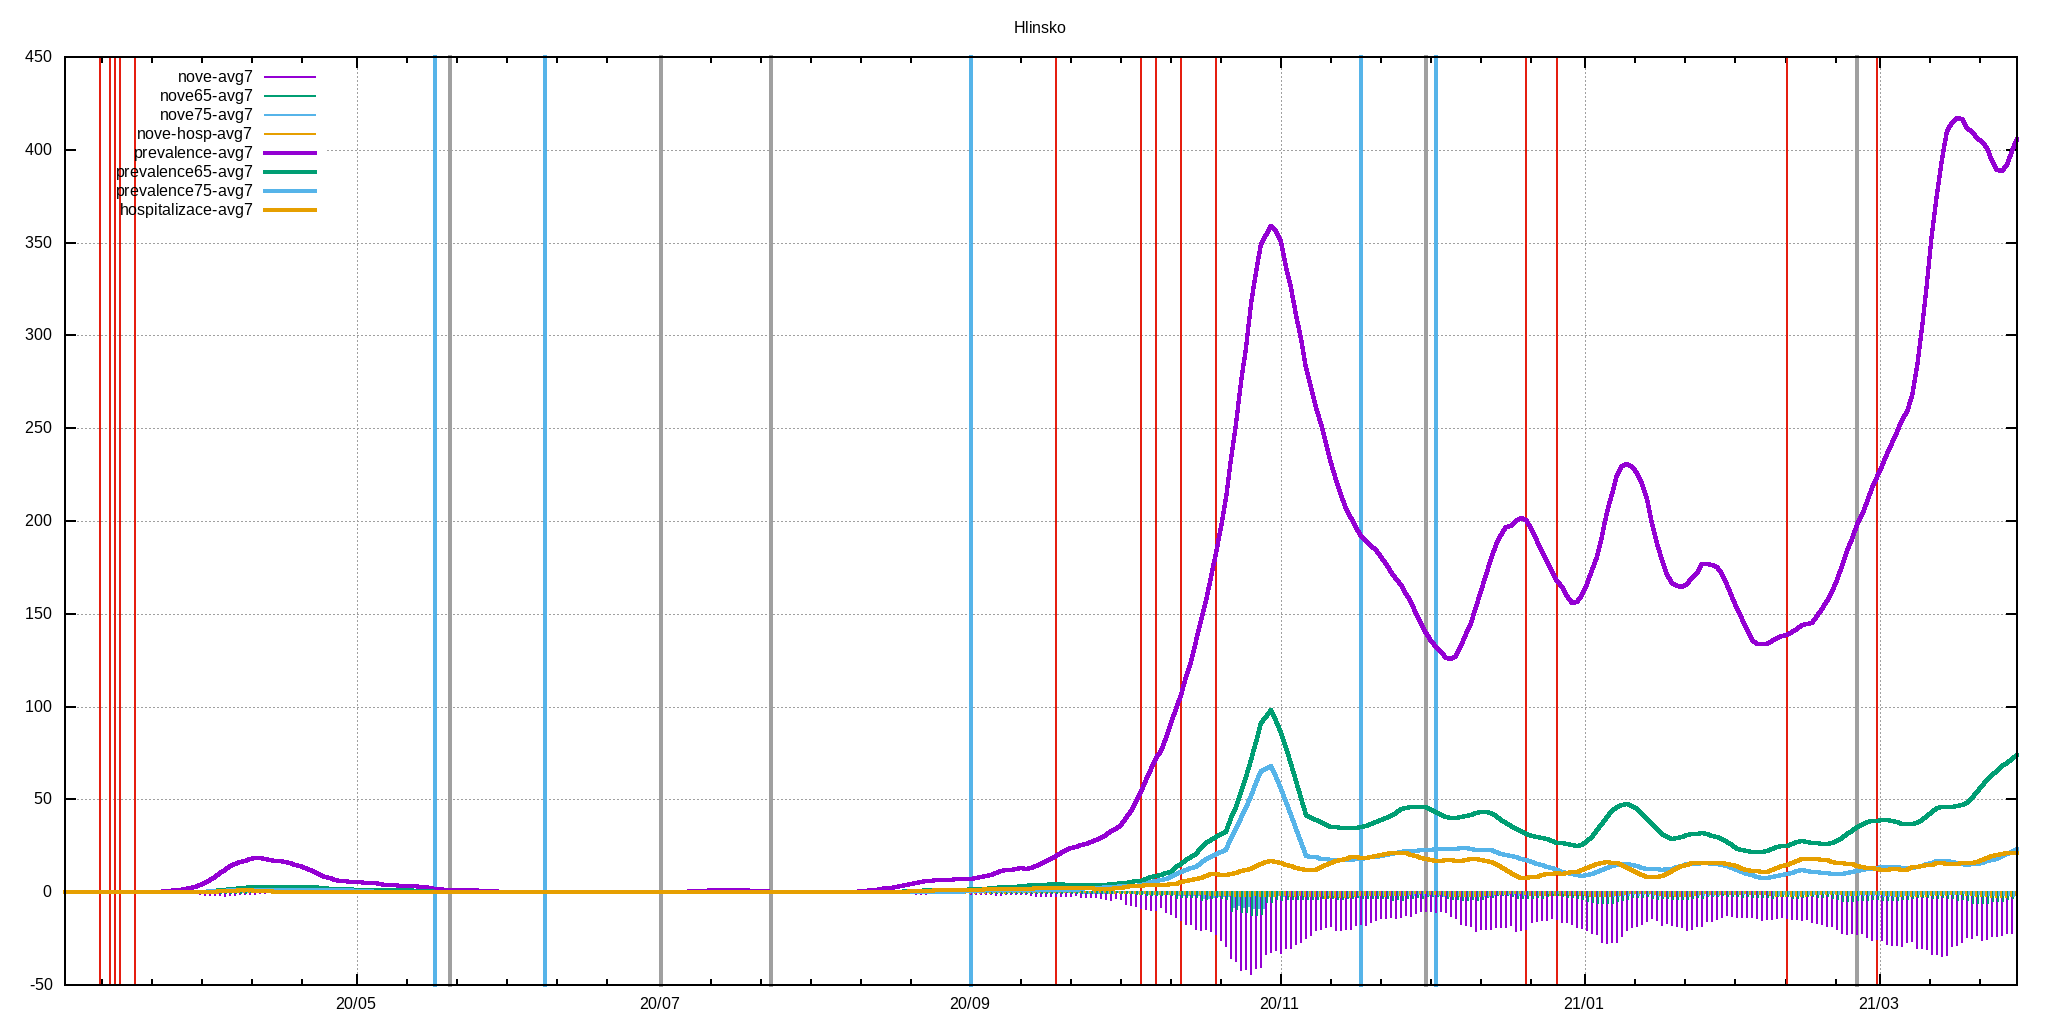 Hlinsko
450
400
350
300
250
200
150
100
50
0
-50
nove-avg7
nove65-avg7
nove75-avg7
nove-hosp-avg7
prevalence-avg7
prevalence65-avg7
prevalence75-avg7
hospitalizace-avg7
20/05 20/07 20/09 20/11 21/01 21/03